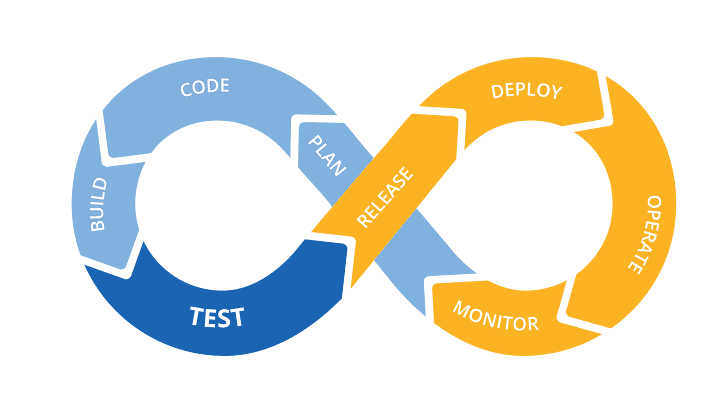 PLAN
CODE
BUILD
TEST
RELEASE
DEPLOY
OPERATE
MONITOR